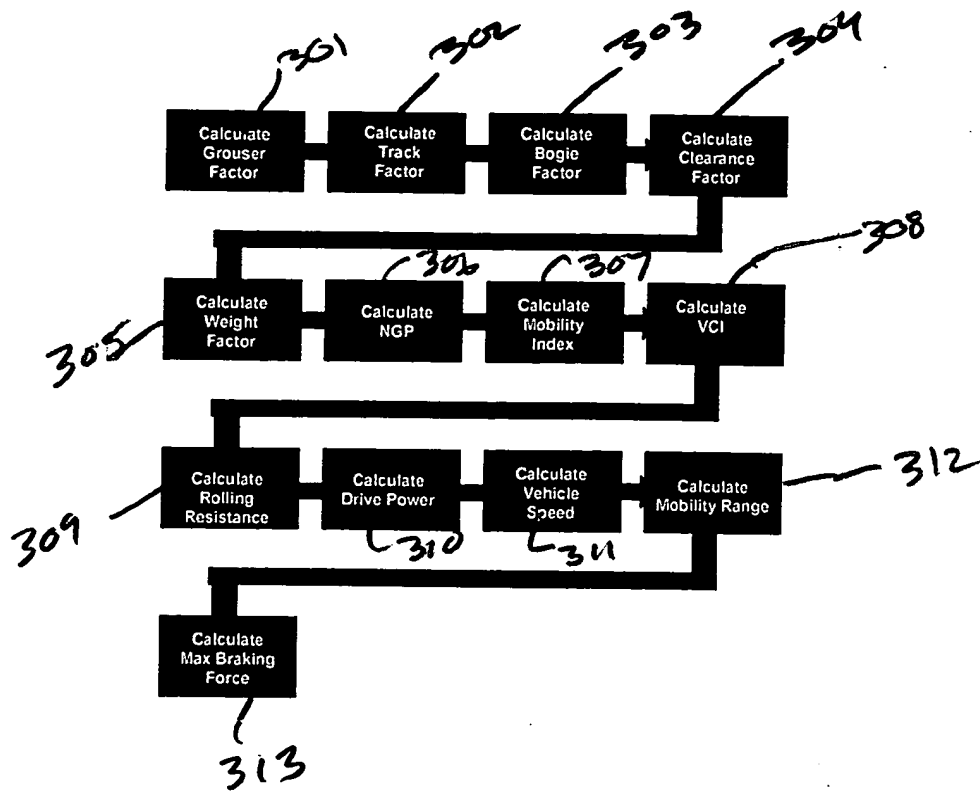 301
302
303
304
Calculate
Grouser
Factor
Calculate
Track
Factor
Calculate
Bogie
Factor
Calculate
Clearance
Factor
305
306
307
308
Calculate
Weight
Factor
Calculate
NGP
Calculate
Mobility
Index
Calculate
VCI
309
Calculate
Rolling
Resistance
Calculate
Drive Power
310
Calculate
Vehicle
Speed
311
Calculate
Mobility Range
312
Calculate
Max Braking
Force
313